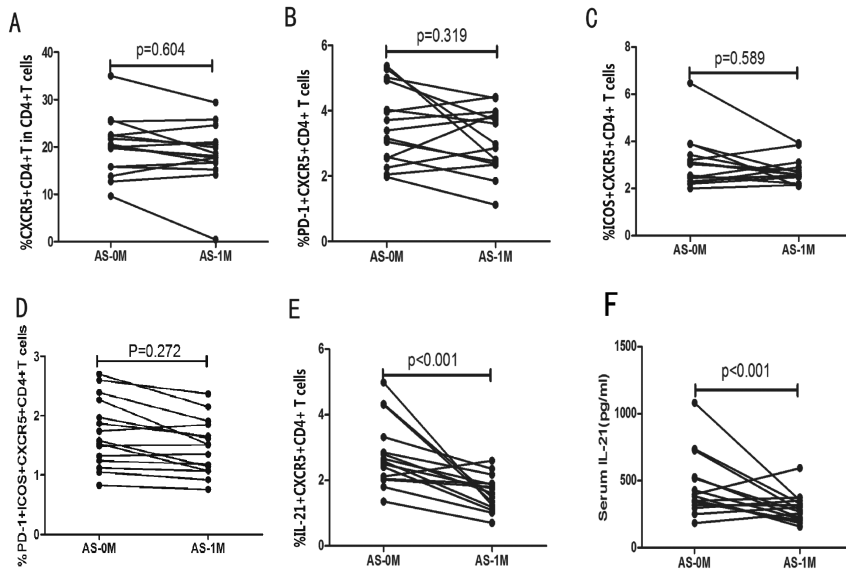 A
p=0.604
%CXCR5+CD4+T in CD4+T cells
40
30
20
10
0
AS-0M
AS-1M
B
p=0.319
%PD-1+CXCR5+CD4+ T cells
6
4
2
0
AS-0M
AS-1M
C
p=0.589
%ICOS+CXCR5+CD4+ T cells
8
6
4
2
0
AS-0M
AS-1M
D
P=0.272
%PD-1+ICOS+CXCR5+CD4+T cells
3
2
1
0
AS-0M
AS-1M
E
p<0.001
%IL-21+CXCR5+CD4+ T cells
6
4
2
0
AS-0M
AS-1M
F
p<0.001
Serum IL-21(pg/ml)
1500
1000
500
0
AS-0M
AS-1M